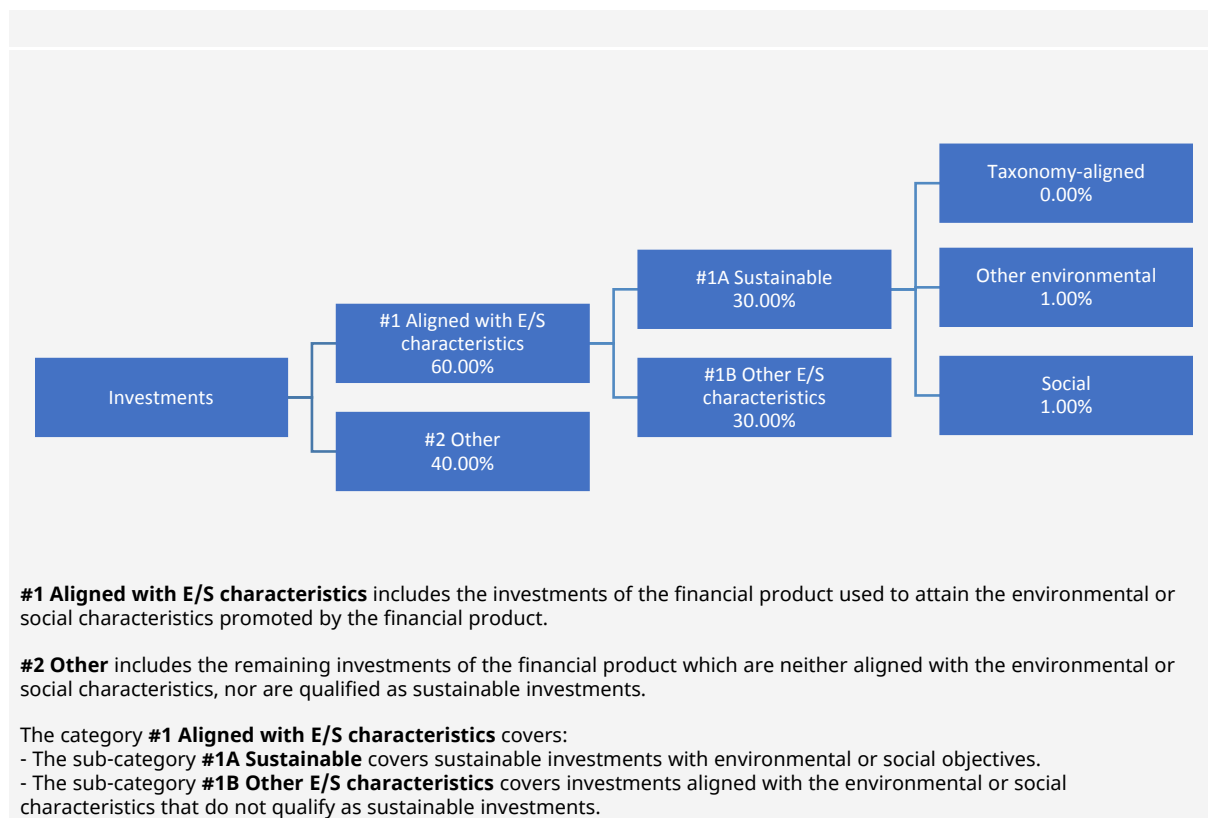 Investments
#1 Aligned with E/S
characteristics
60.00%
#2 Other
40.00%
#1A Sustainable
30.00%
#1B Other E/S
characteristics
30.00%
Taxonomy-aligned
0.00%
Other environmental
1.00%
Social
1.00%
#1 Aligned with E/S characteristics includes the investments of the financial product used to attain the environmental or
social characteristics promoted by the financial product.
#2 Other includes the remaining investments of the financial product which are neither aligned with the environmental or
social characteristics, nor are qualified as sustainable investments.
The category #1 Aligned with E/S characteristics covers:
- The sub-category #1A Sustainable covers sustainable investments with environmental or social objectives.
- The sub-category #1B Other E/S characteristics covers investments aligned with the environmental or social
characteristics that do not qualify as sustainable investments.